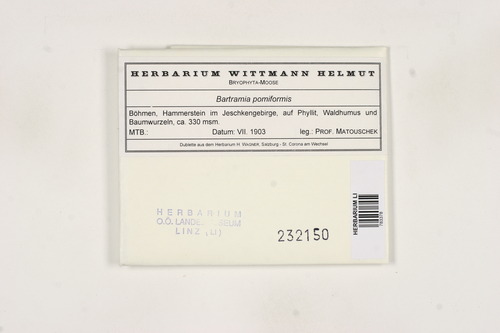 HERBARIUM WITTMANN HELMUT
BRYOPHYTA-MOOSE
Bartramia pomiformis
Böhmen, Hammerstein im Jeschkengebirge, auf Phyllit, Waldhumus und
Baumwurzeln, ca. 330 msm.
MTB.: Datum: VII. 1903 leg.: PROF. MATOUSCHEK
Dublette aus dem Herbarium H. WAGNER, Salzburg - St. Corona am Wechsel
HERBARIUM
O.Ö. LANDESMUSEUM
LINZ (LI)
232150
HERBARIUM LI